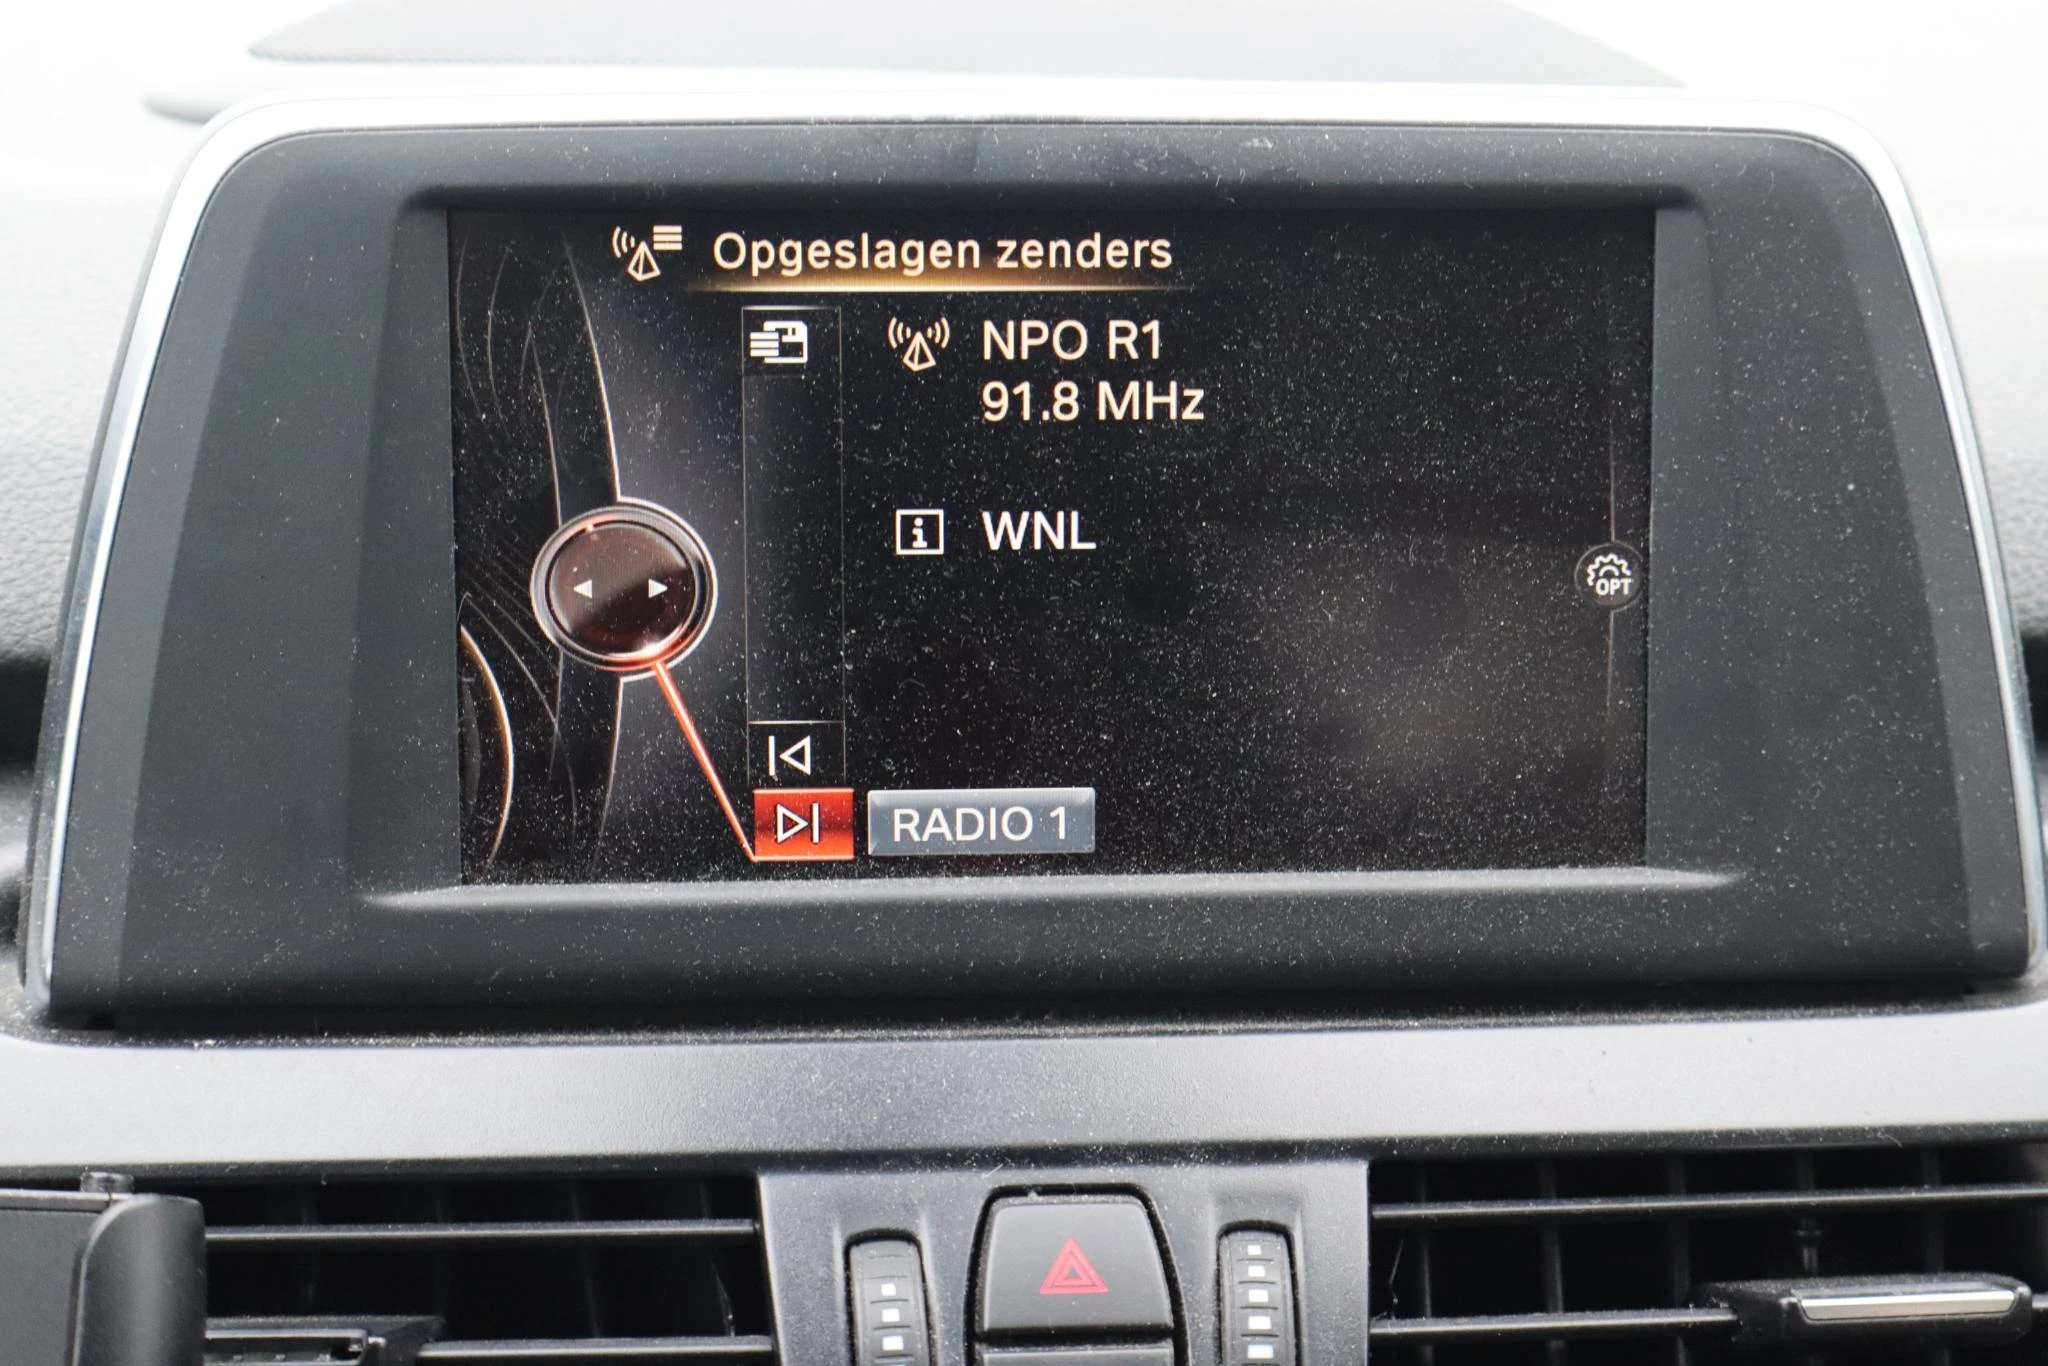 Opgeslagen zenders
NPO R1
91.8 MHz
i WNL
OPT
RADIO 1